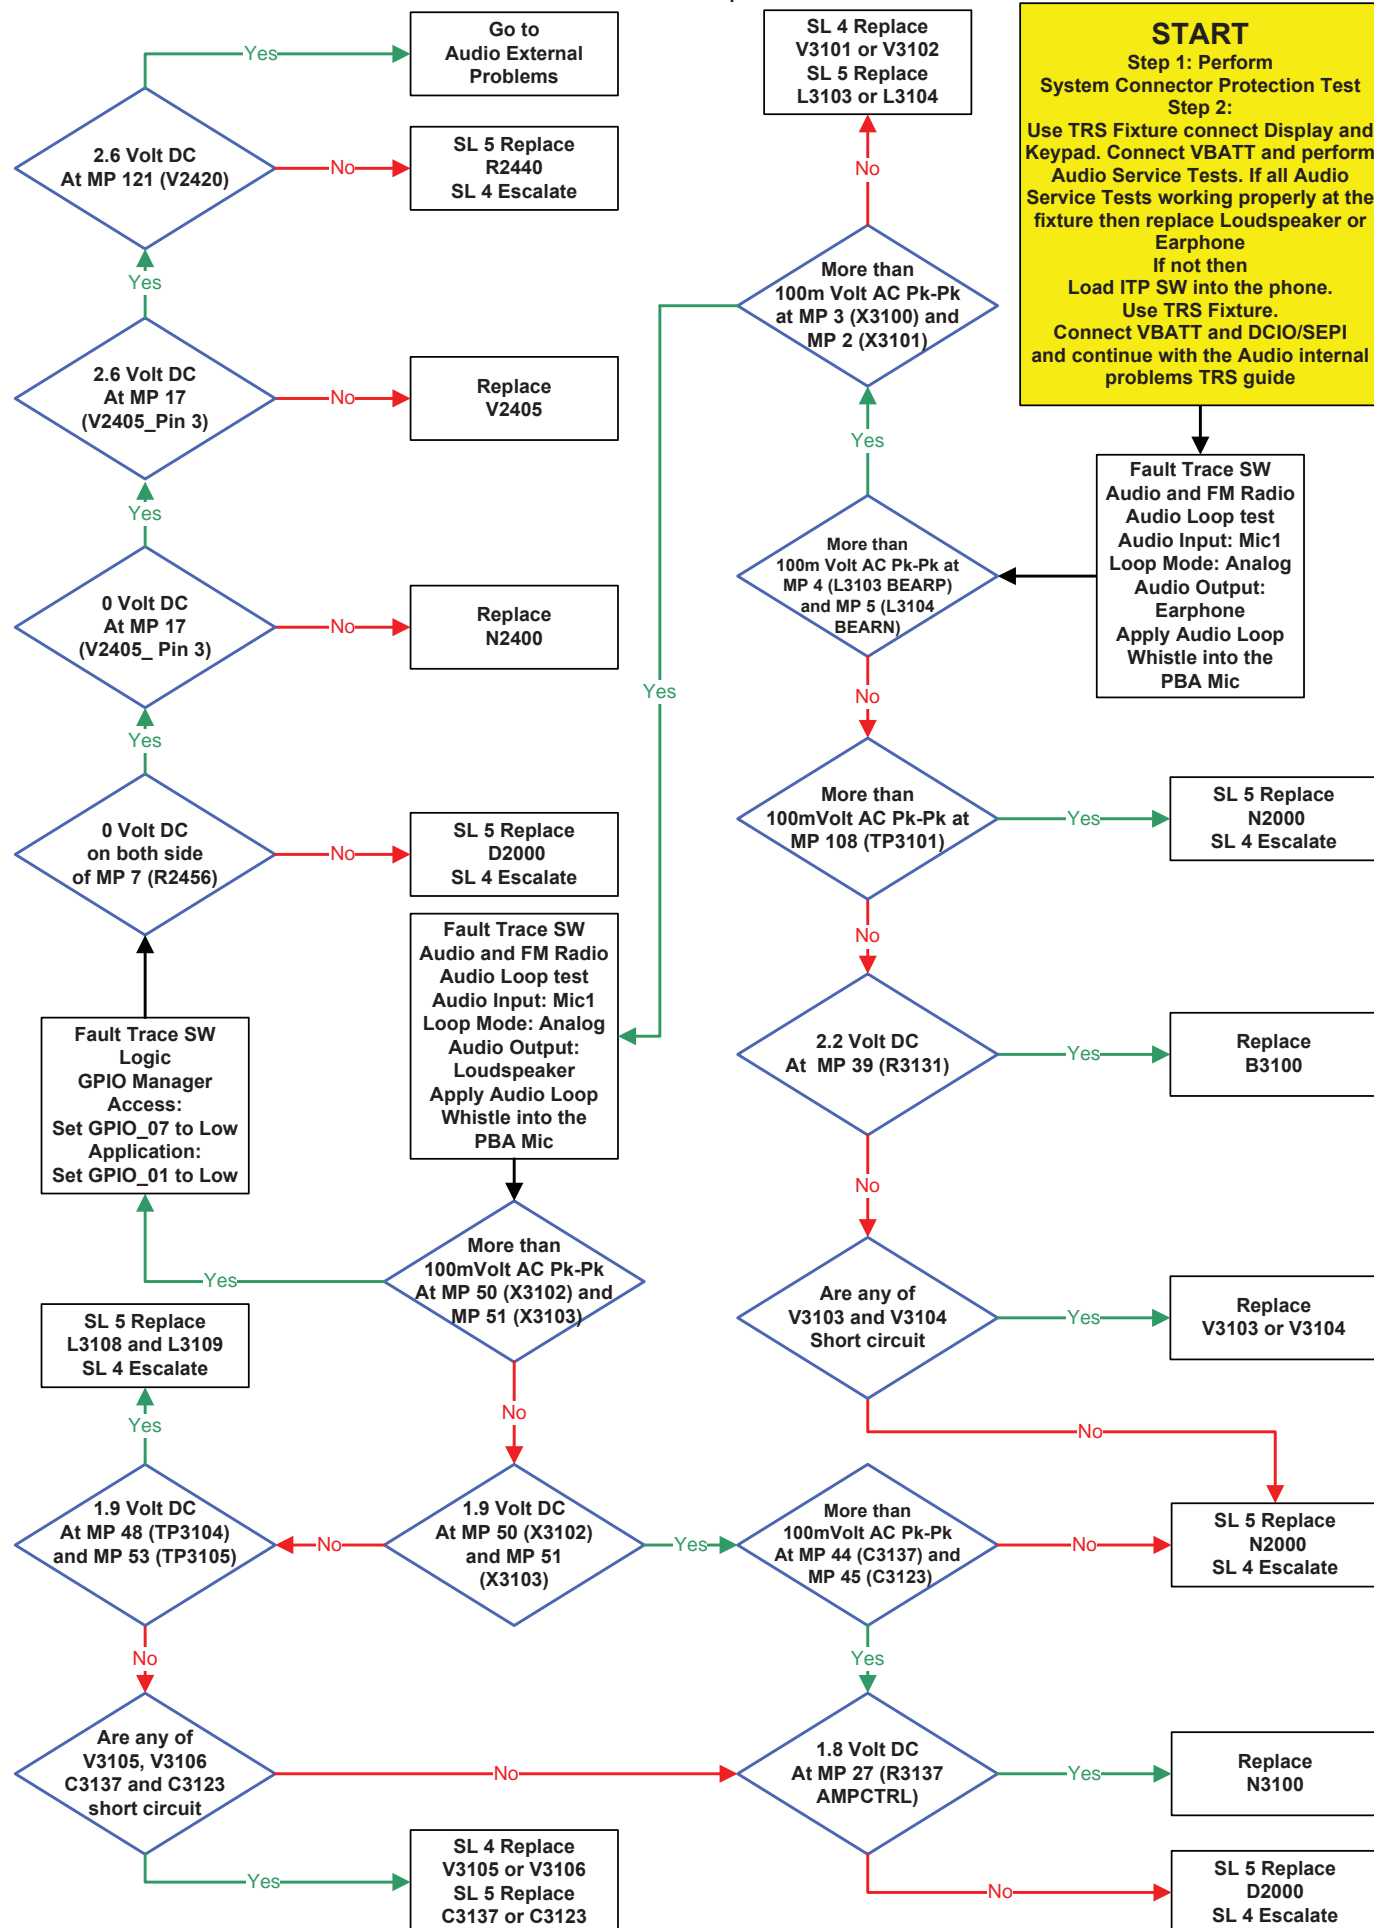 START
Step 1: Perform
System Connector Protection Test
Step 2:
Use TRS Fixture connect Display and
Keypad. Connect VBATT and perform
Audio Service Tests. If all Audio
Service Tests working properly at the
fixture then replace Loudspeaker or
Earphone
If not then
Load ITP SW into the phone.
Use TRS Fixture.
Connect VBATT and DCIO/SEPI
and continue with the Audio internal
problems TRS guide
Fault Trace SW
Audio and FM Radio
Audio Loop test
Audio Input: Mic1
Loop Mode: Analog
Audio Output:
Earphone
Apply Audio Loop
Whistle into the
PBA Mic
More than
100m Volt AC Pk-Pk at
MP 4 (L3103 BEARP)
and MP 5 (L3104
BEARN)
Yes
More than
100m Volt AC Pk-Pk
at MP 3 (X3100) and
MP 2 (X3101)
No
SL 4 Replace
V3101 or V3102
SL 5 Replace
L3103 or L3104
Yes
No
More than
100mVolt AC Pk-Pk at
MP 108 (TP3101)
Yes
SL 5 Replace
N2000
SL 4 Escalate
No
2.2 Volt DC
At MP 39 (R3131)
Yes
Replace
B3100
No
Are any of
V3103 and V3104
Short circuit
Yes
Replace
V3103 or V3104
No
SL 5 Replace
N2000
SL 4 Escalate
Fault Trace SW
Audio and FM Radio
Audio Loop test
Audio Input: Mic1
Loop Mode: Analog
Audio Output:
Loudspeaker
Apply Audio Loop
Whistle into the
PBA Mic
More than
100mVolt AC Pk-Pk
At MP 50 (X3102) and
MP 51 (X3103)
Yes
Fault Trace SW
Logic
GPIO Manager
Access:
Set GPIO_07 to Low
Application:
Set GPIO_01 to Low
0 Volt DC
on both side
of MP 7 (R2456)
No
SL 5 Replace
D2000
SL 4 Escalate
Yes
0 Volt DC
At MP 17
(V2405_ Pin 3)
No
Replace
N2400
Yes
2.6 Volt DC
At MP 17
(V2405_Pin 3)
No
Replace
V2405
Yes
2.6 Volt DC
At MP 121 (V2420)
No
SL 5 Replace
R2440
SL 4 Escalate
Yes
Go to
Audio External
Problems
No
1.9 Volt DC
At MP 50 (X3102)
and MP 51
(X3103)
Yes
More than
100mVolt AC Pk-Pk
At MP 44 (C3137) and
MP 45 (C3123)
No
Yes
No
1.9 Volt DC
At MP 48 (TP3104)
and MP 53 (TP3105)
Yes
SL 5 Replace
L3108 and L3109
SL 4 Escalate
No
Are any of
V3105, V3106
C3137 and C3123
short circuit
No
Yes
SL 4 Replace
V3105 or V3106
SL 5 Replace
C3137 or C3123
1.8 Volt DC
At MP 27 (R3137
AMPCTRL)
Yes
Replace
N3100
No
SL 5 Replace
D2000
SL 4 Escalate